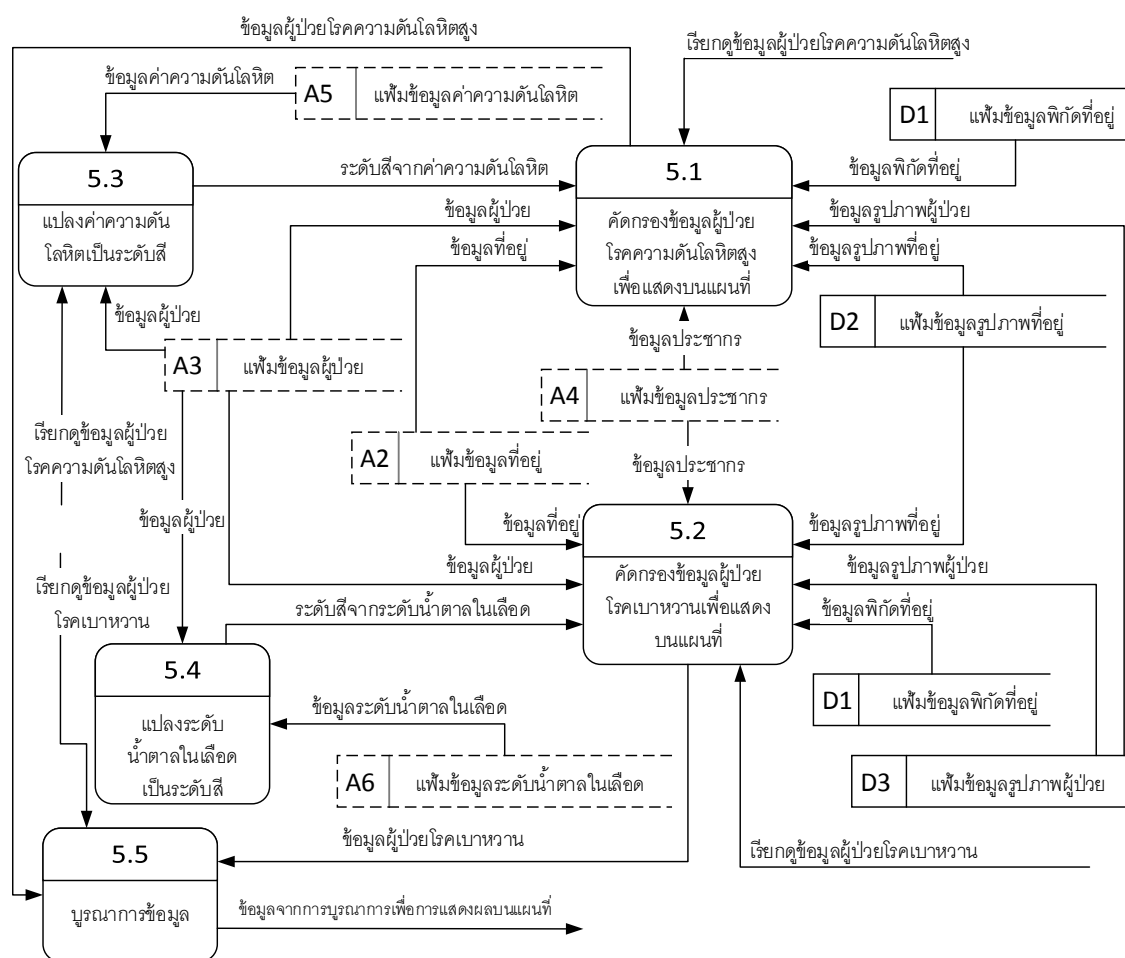 ข้อมูลผู้ป่วยโรคความดันโลหิตสูง
เรียกดูข้อมูลผู้ป่วยโรคความดันโลหิตสูง
ข้อมูลค่าความดันโลหิต
A5 แฟ้มข้อมูลค่าความดันโลหิต
D1 แฟ้มข้อมูลพิกัดที่อยู่
5.3
แปลงค่าความดัน
โลหิตเป็นระดับสี
ระดับสีจากค่าความดันโลหิต
5.1
คัดกรองข้อมูลผู้ป่วย
โรคความดันโลหิตสูง
เพื่อแสดงบนแผนที่
ข้อมูลพิกัดที่อยู่
ข้อมูลผู้ป่วย
ข้อมูลรูปภาพผู้ป่วย
ข้อมูลที่อยู่
ข้อมูลรูปภาพที่อยู่
ข้อมูลผู้ป่วย
D2 แฟ้มข้อมูลรูปภาพที่อยู่
ข้อมูลประชากร
A3 แฟ้มข้อมูลผู้ป่วย
A4 แฟ้มข้อมูลประชากร
เรียกดูข้อมูลผู้ป่วย
โรคความดันโลหิตสูง
A2 แฟ้มข้อมูลที่อยู่
ข้อมูลประชากร
ข้อมูลผู้ป่วย
ข้อมูลที่อยู่
5.2
คัดกรองข้อมูลผู้ป่วย
โรคเบาหวานเพื่อแสดง
บนแผนที่
ข้อมูลรูปภาพที่อยู่
ข้อมูลผู้ป่วย
ข้อมูลรูปภาพผู้ป่วย
เรียกดูข้อมูลผู้ป่วย
โรคเบาหวาน
ระดับสีจากระดับน้ำตาลในเลือด
ข้อมูลพิกัดที่อยู่
5.4
แปลงระดับ
น้ำตาลในเลือด
เป็นระดับสี
ข้อมูลระดับน้ำตาลในเลือด
D1 แฟ้มข้อมูลพิกัดที่อยู่
A6 แฟ้มข้อมูลระดับน้ำตาลในเลือด
D3 แฟ้มข้อมูลรูปภาพผู้ป่วย
5.5
บูรณาการข้อมูล
ข้อมูลผู้ป่วยโรคเบาหวาน
เรียกดูข้อมูลผู้ป่วยโรคเบาหวาน
ข้อมูลจากการบูรณาการเพื่อการแสดงผลบนแผนที่